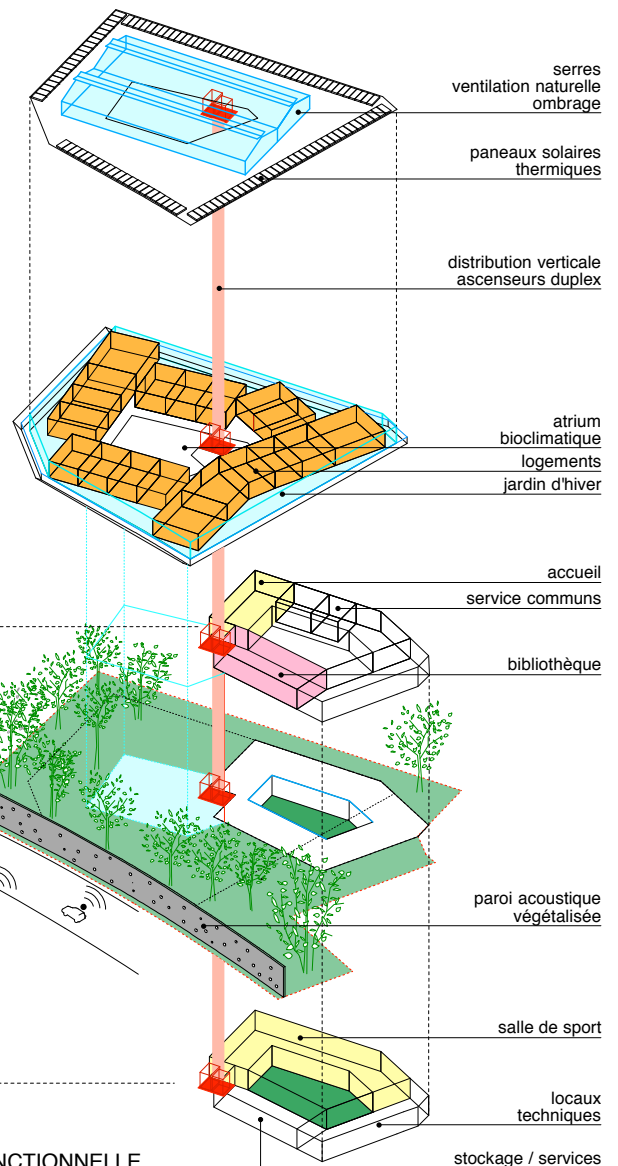 serres
ventilation naturelle
ombrage
paneaux solaires
thermiques
distribution verticale
ascenseurs duplex
atrium
bioclimatique
logements
jardin d'hiver
accueil
service communs
bibliothèque
paroi acoustique
végétalisée
salle de sport
locaux
techniques
stockage / services